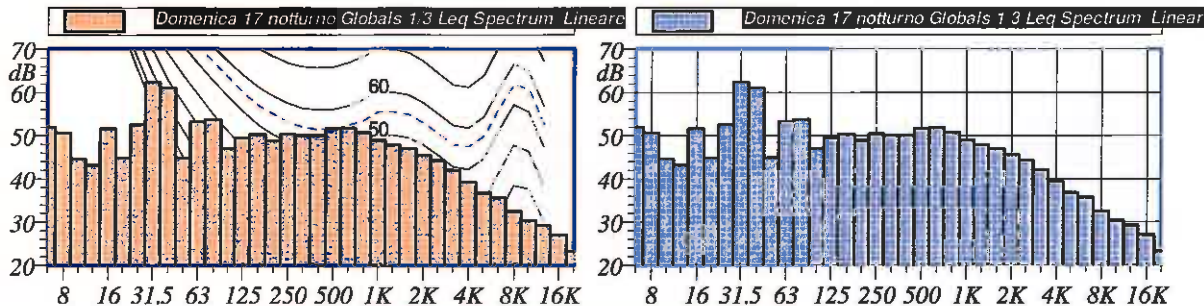 Domenica 17 notturno Globals 1/3 Leq Spectrum Lineare
70
dB
60
50
40
30
20
60
50
8 16 31,5 63 125 250 500 1K 2K 4K 8K 16K
Domenica 17 notturno Globals 1 3 Leq Spectrum Lineare
70
dB
60
50
40
30
20
8 16 31,5 63 125 250 500 1K 2K 4K 8K 16K